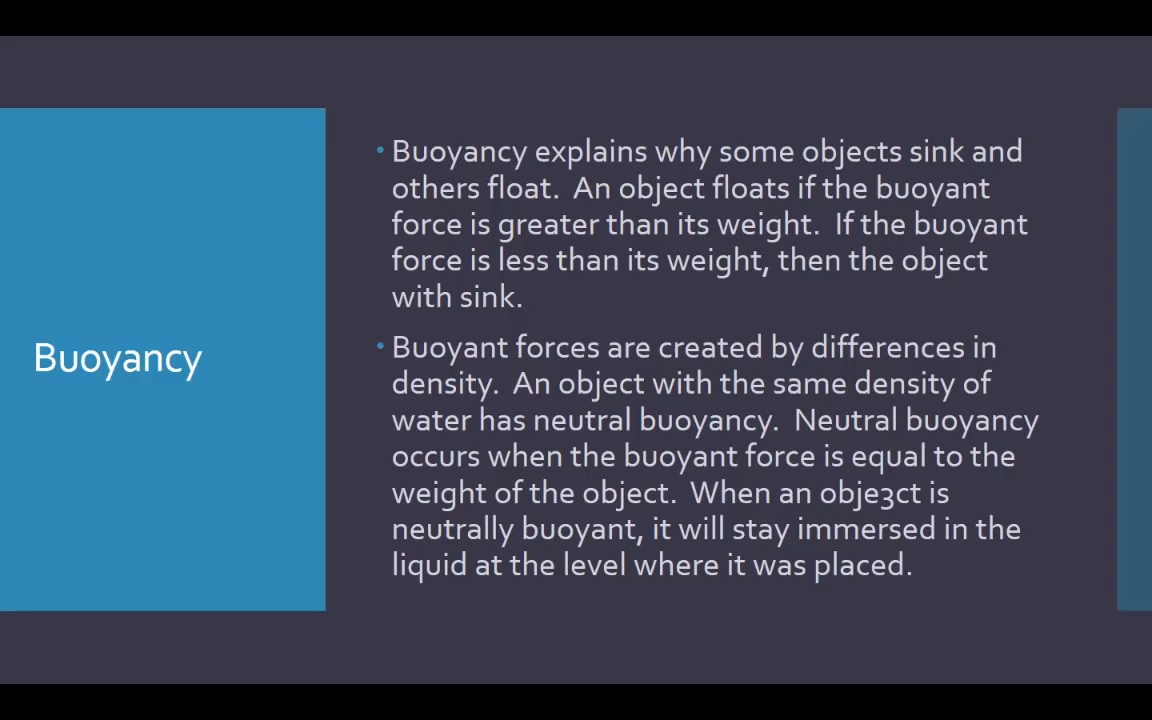 Buoyancy
• Buoyancy explains why some objects sink and
others float.  An object floats if the buoyant
force is greater than its weight.  If the buoyant
force is less than its weight, then the object
with sink.
• Buoyant forces are created by differences in
density.  An object with the same density of
water has neutral buoyancy.  Neutral buoyancy
occurs when the buoyant force is equal to the
weight of the object.  When an obje3ct is
neutrally buoyant, it will stay immersed in the
liquid at the level where it was placed.